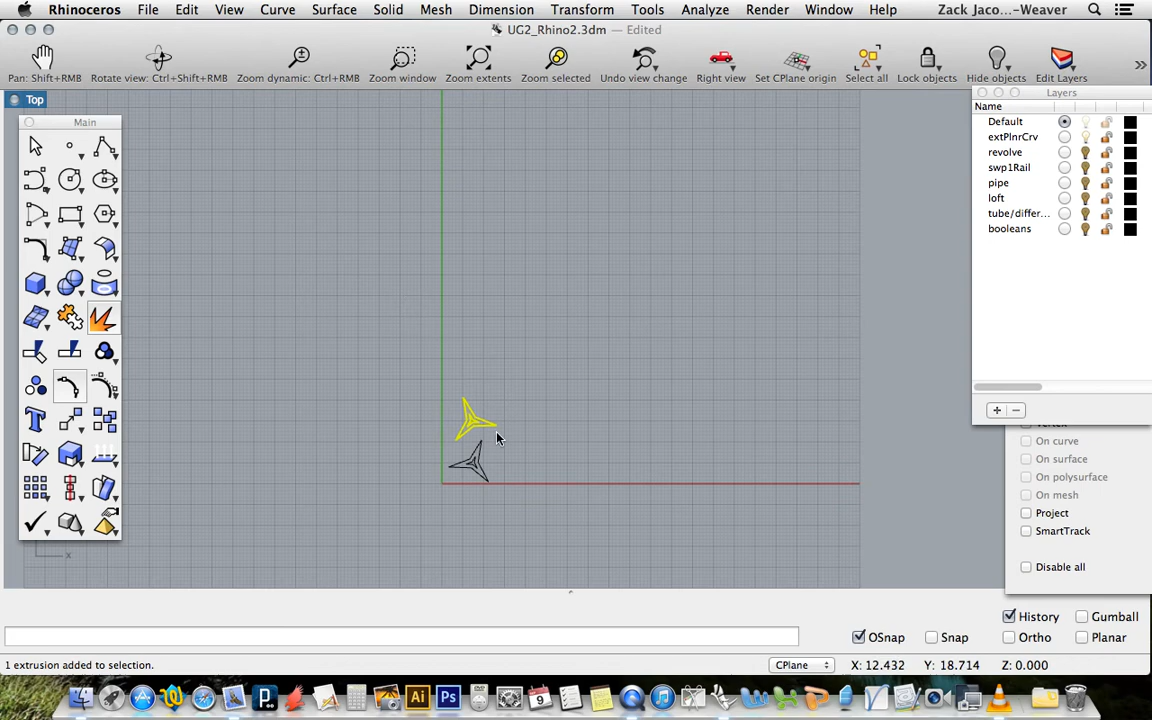 Rhinoceros File Edit View Curve Surface Solid Mesh Dimension Transform Tools Analyze Render Window Help Zack Jaco...-Weaver
UG2_Rhino2.3dm — Edited
Pan: Shift+RMB Rotate view: Ctrl+Shift+RMB Zoom dynamic: Ctrl+RMB Zoom window Zoom extents Zoom selected Undo view change Right view Set CPlane origin Select all Lock objects Hide objects Edit Layers
Top
Layers
Name
Main
Default
extPlnrCrv
revolve
swp1Rail
pipe
loft
tube/differ...
booleans
On curve
On surface
On polysurface
On mesh
Project
SmartTrack
x
Disable all
History Gumball
OSnap Snap Ortho Planar
1 extrusion added to selection. CPlane X: 12.432 Y: 18.714 Z: 0.000